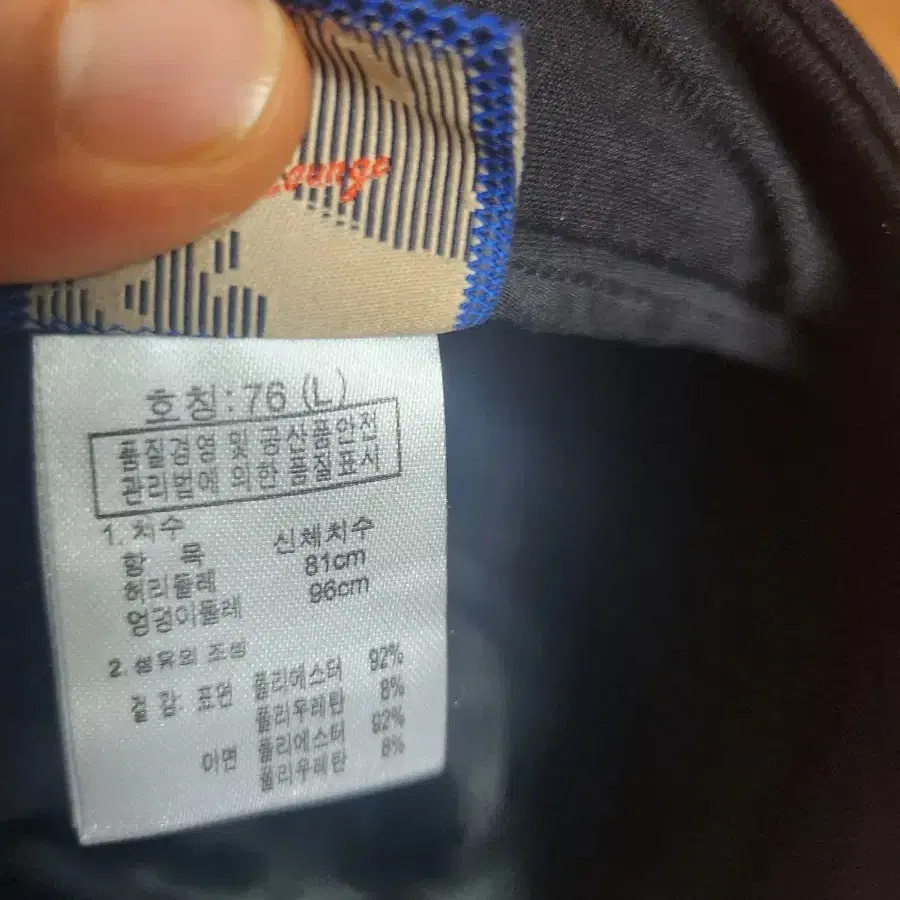 Lounge
호칭:76 (L)
품질경영 및 공산품안전
관리법에 의한 품질표시
1. 치수
항 목 신체치수
허리둘레 81cm
엉덩이둘레 96cm
2. 섬유의 조성
겉감. 표면 폴리에스터 92%
폴리우레탄 8%
이면 폴리에스터 92%
폴리우레탄 8%